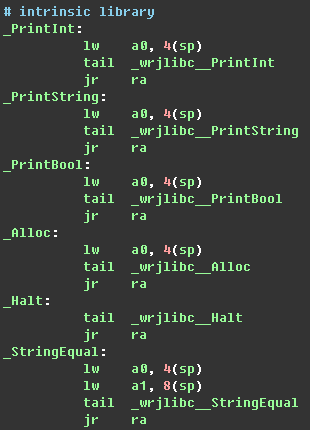 # intrinsic library
_PrintInt:
        lw    a0, 4(sp)
        tail  _wrjlibc__PrintInt
        jr    ra
_PrintString:
        lw    a0, 4(sp)
        tail  _wrjlibc__PrintString
        jr    ra
_PrintBool:
        lw    a0, 4(sp)
        tail  _wrjlibc__PrintBool
        jr    ra
_Alloc:
        lw    a0, 4(sp)
        tail  _wrjlibc__Alloc
        jr    ra
_Halt:
        tail  _wrjlibc__Halt
        jr    ra
_StringEqual:
        lw    a0, 4(sp)
        lw    a1, 8(sp)
        tail  _wrjlibc__StringEqual
        jr    ra